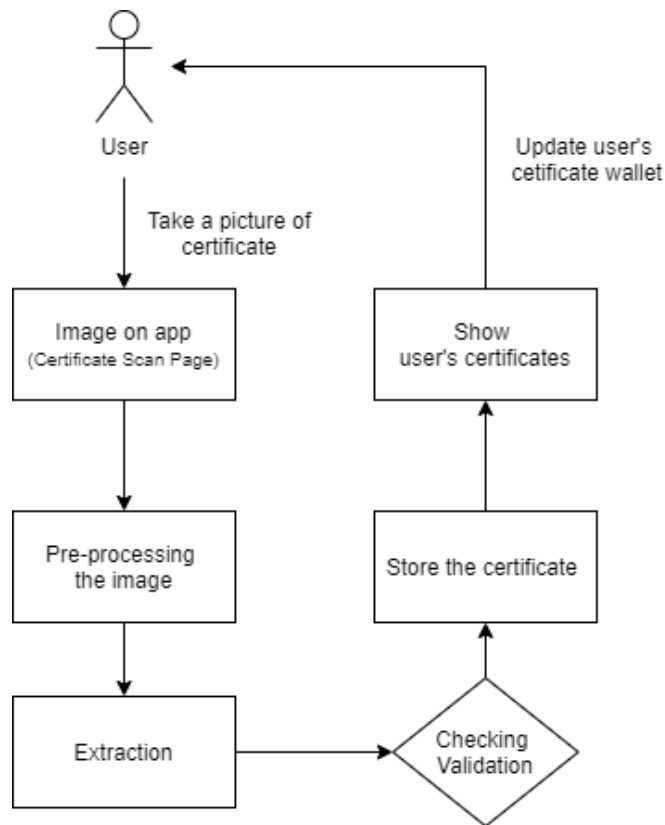 User
Take a picture of
certificate
Image on app
(Certificate Scan Page)
Pre-processing
the image
Extraction
Checking
Validation
Store the certificate
Show
user's certificates
Update user's
cetificate wallet